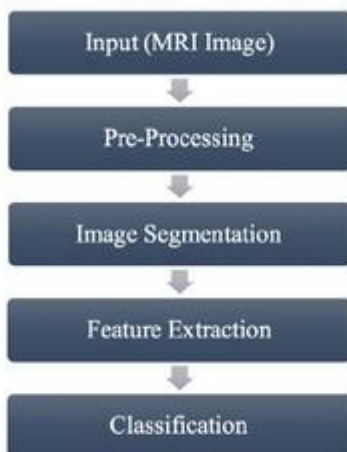 Input (MRI Image)
Pre-Processing
Image Segmentation
Feature Extraction
Classification